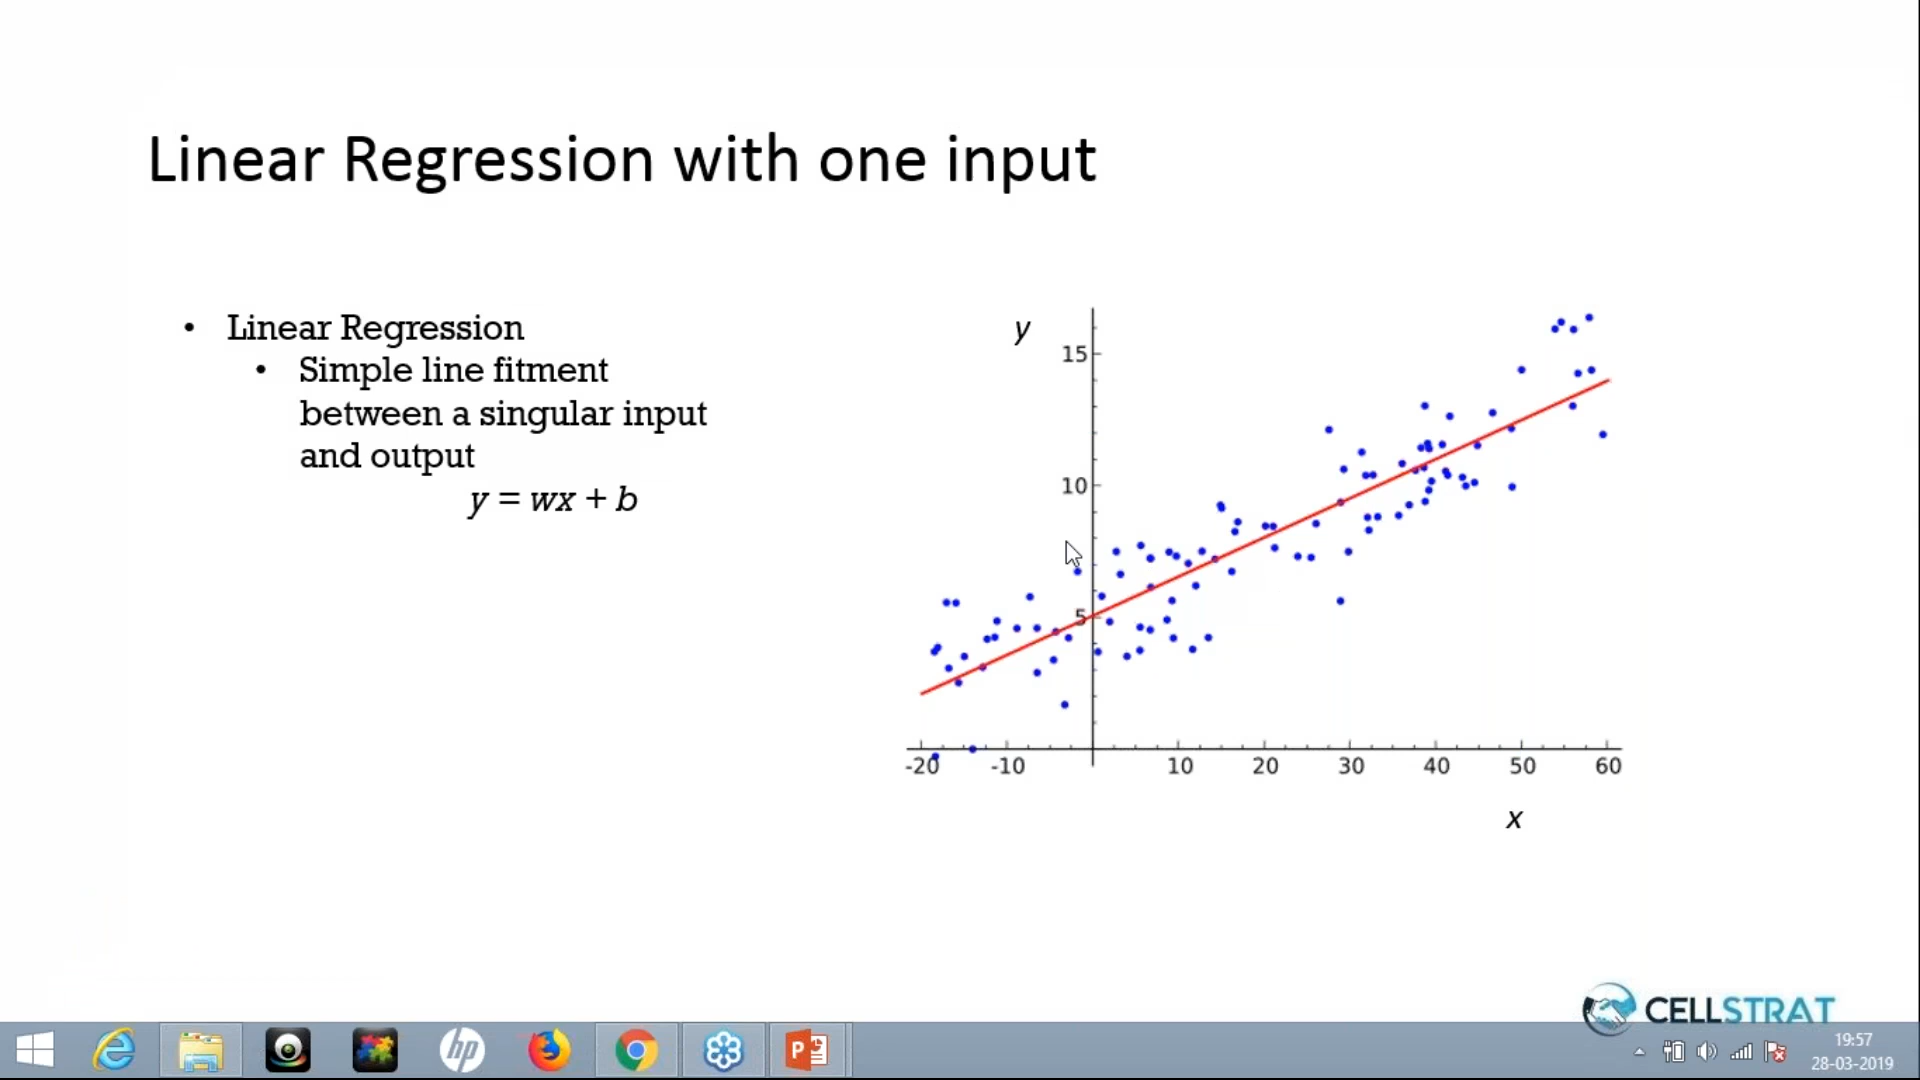 Linear Regression with one input
• Linear Regression
• Simple line fitment
between a singular input
and output
y = wx + b
y
15
10
5
-20 -10 10 20 30 40 50 60
x
CELLSTRAT
hp
P
19:57
28-03-2019